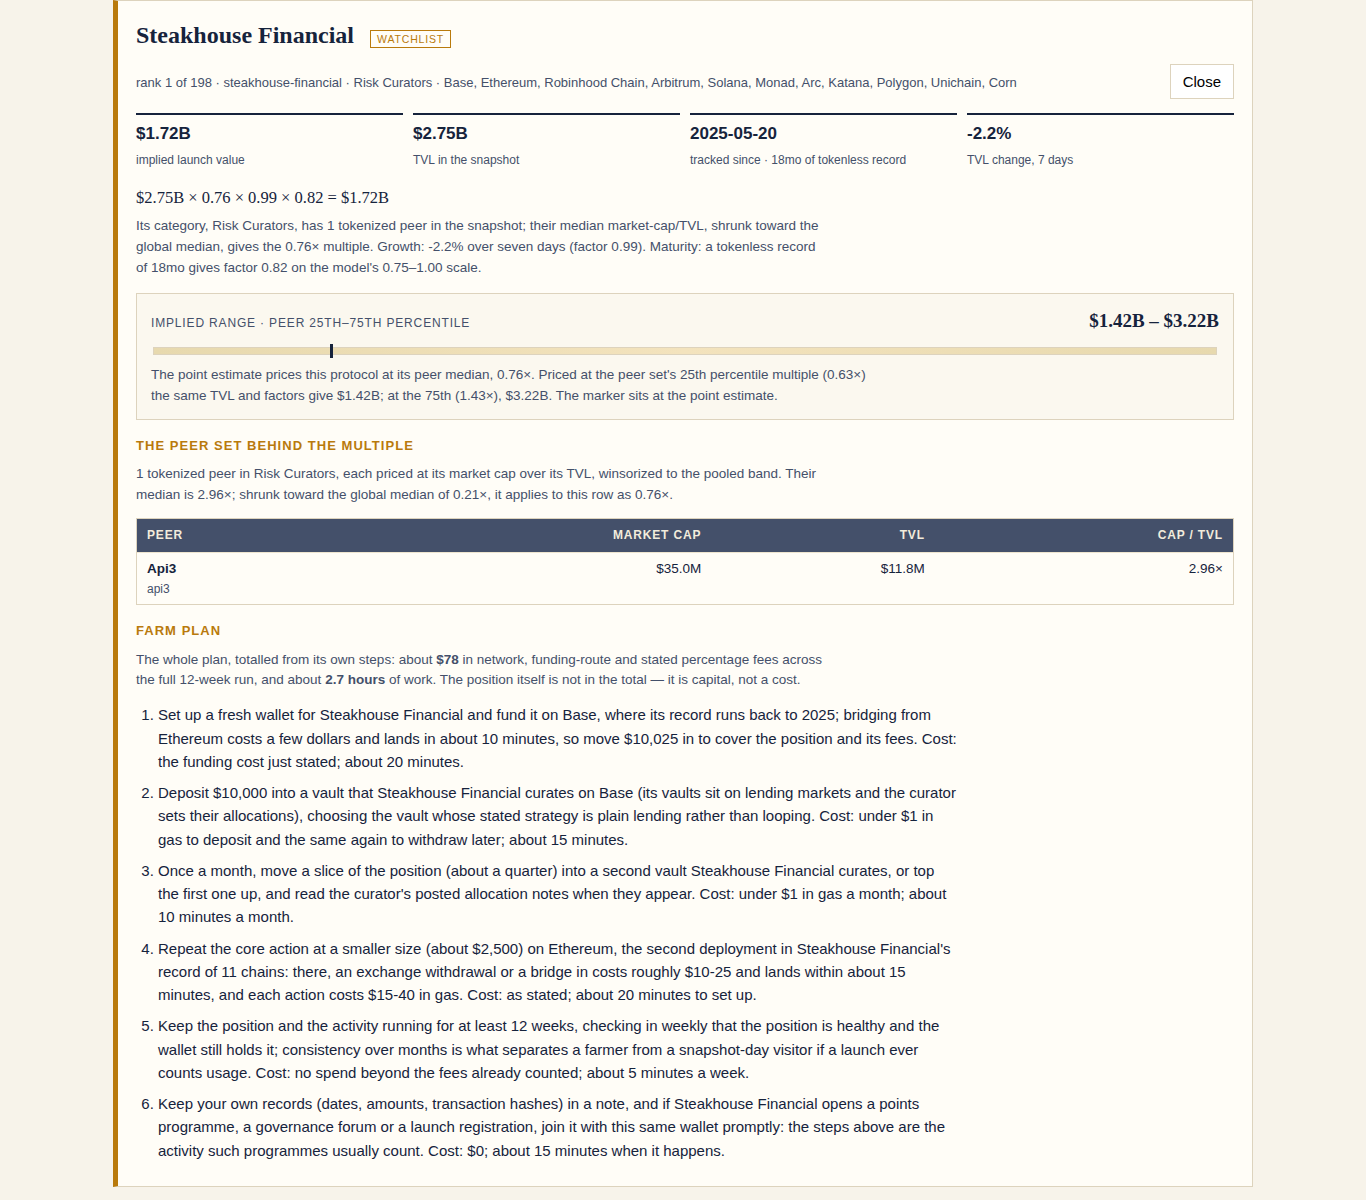 Steakhouse Financial WATCHLIST
rank 1 of 198 · steakhouse-financial · Risk Curators · Base, Ethereum, Robinhood Chain, Arbitrum, Solana, Monad, Arc, Katana, Polygon, Unichain, Corn
Close
$1.72B
implied launch value
$2.75B
TVL in the snapshot
2025-05-20
tracked since · 18mo of tokenless record
-2.2%
TVL change, 7 days
$2.75B × 0.76 × 0.99 × 0.82 = $1.72B
Its category, Risk Curators, has 1 tokenized peer in the snapshot; their median market-cap/TVL, shrunk toward the
global median, gives the 0.76× multiple. Growth: -2.2% over seven days (factor 0.99). Maturity: a tokenless record
of 18mo gives factor 0.82 on the model's 0.75–1.00 scale.
IMPLIED RANGE · PEER 25TH–75TH PERCENTILE
$1.42B – $3.22B
The point estimate prices this protocol at its peer median, 0.76×. Priced at the peer set's 25th percentile multiple (0.63×)
the same TVL and factors give $1.42B; at the 75th (1.43×), $3.22B. The marker sits at the point estimate.
THE PEER SET BEHIND THE MULTIPLE
1 tokenized peer in Risk Curators, each priced at its market cap over its TVL, winsorized to the pooled band. Their
median is 2.96×; shrunk toward the global median of 0.21×, it applies to this row as 0.76×.
PEER MARKET CAP TVL CAP / TVL
Api3 $35.0M $11.8M 2.96×
api3
FARM PLAN
The whole plan, totalled from its own steps: about $78 in network, funding-route and stated percentage fees across
the full 12-week run, and about 2.7 hours of work. The position itself is not in the total — it is capital, not a cost.
1. Set up a fresh wallet for Steakhouse Financial and fund it on Base, where its record runs back to 2025; bridging from
Ethereum costs a few dollars and lands in about 10 minutes, so move $10,025 in to cover the position and its fees. Cost:
the funding cost just stated; about 20 minutes.
2. Deposit $10,000 into a vault that Steakhouse Financial curates on Base (its vaults sit on lending markets and the curator
sets their allocations), choosing the vault whose stated strategy is plain lending rather than looping. Cost: under $1 in
gas to deposit and the same again to withdraw later; about 15 minutes.
3. Once a month, move a slice of the position (about a quarter) into a second vault Steakhouse Financial curates, or top
the first one up, and read the curator's posted allocation notes when they appear. Cost: under $1 in gas a month; about
10 minutes a month.
4. Repeat the core action at a smaller size (about $2,500) on Ethereum, the second deployment in Steakhouse Financial's
record of 11 chains: there, an exchange withdrawal or a bridge in costs roughly $10-25 and lands within about 15
minutes, and each action costs $15-40 in gas. Cost: as stated; about 20 minutes to set up.
5. Keep the position and the activity running for at least 12 weeks, checking in weekly that the position is healthy and the
wallet still holds it; consistency over months is what separates a farmer from a snapshot-day visitor if a launch ever
counts usage. Cost: no spend beyond the fees already counted; about 5 minutes a week.
6. Keep your own records (dates, amounts, transaction hashes) in a note, and if Steakhouse Financial opens a points
programme, a governance forum or a launch registration, join it with this same wallet promptly: the steps above are the
activity such programmes usually count. Cost: $0; about 15 minutes when it happens.